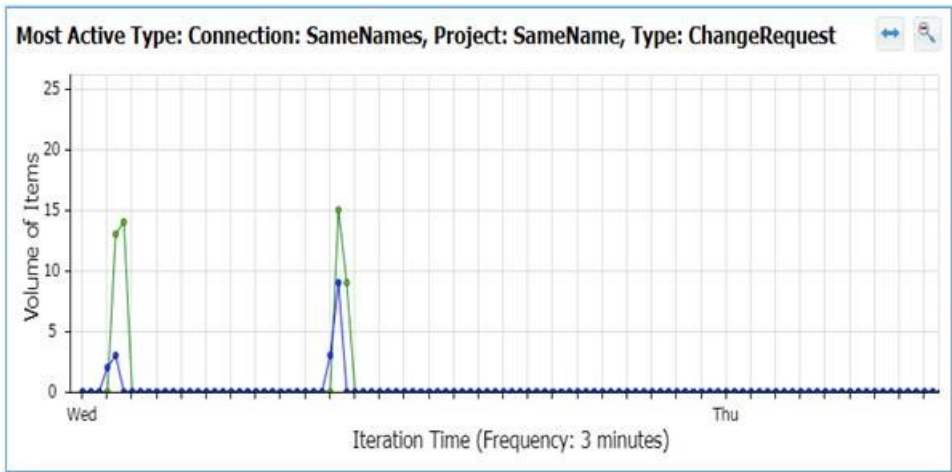 Most Active Type: Connection: SameNames, Project: SameName, Type: ChangeRequest
Volume of Items
25
20
15
10
5
0
Wed Thu
Iteration Time (Frequency: 3 minutes)